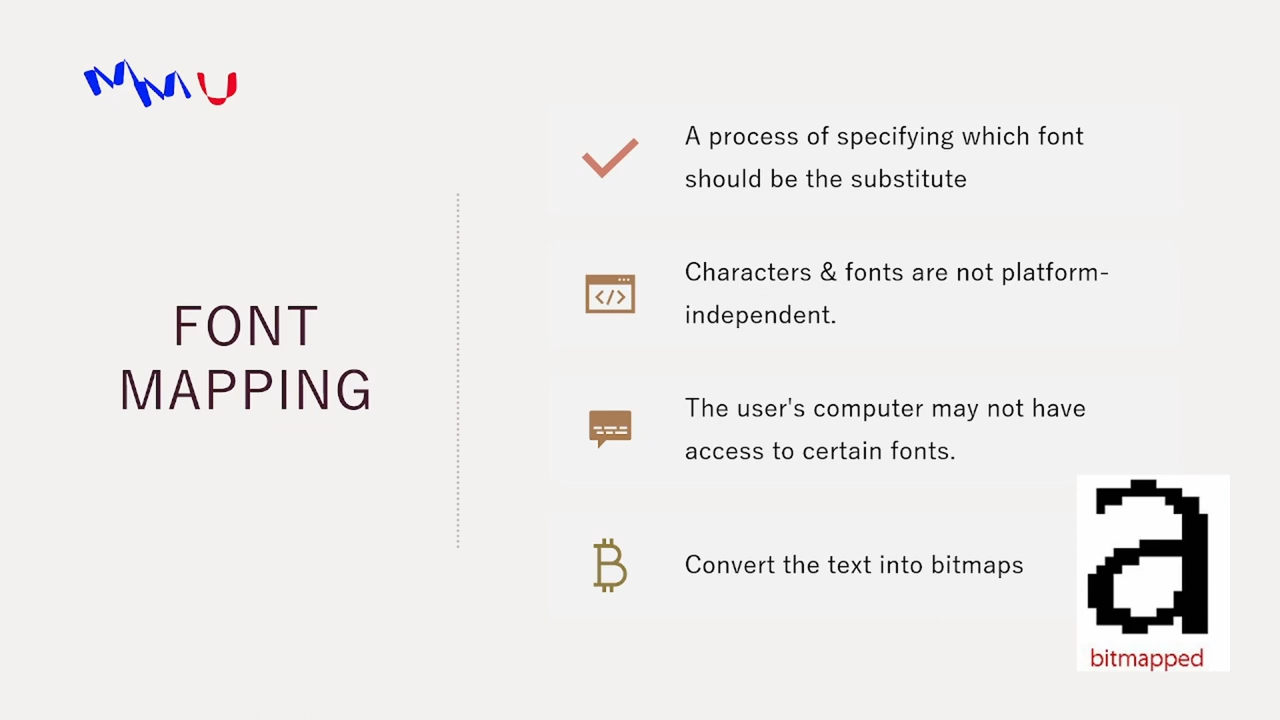 MMU
FONT
MAPPING
A process of specifying which font
should be the substitute
Characters & fonts are not platform-
independent.
The user's computer may not have
access to certain fonts.
Convert the text into bitmaps
a
bitmapped